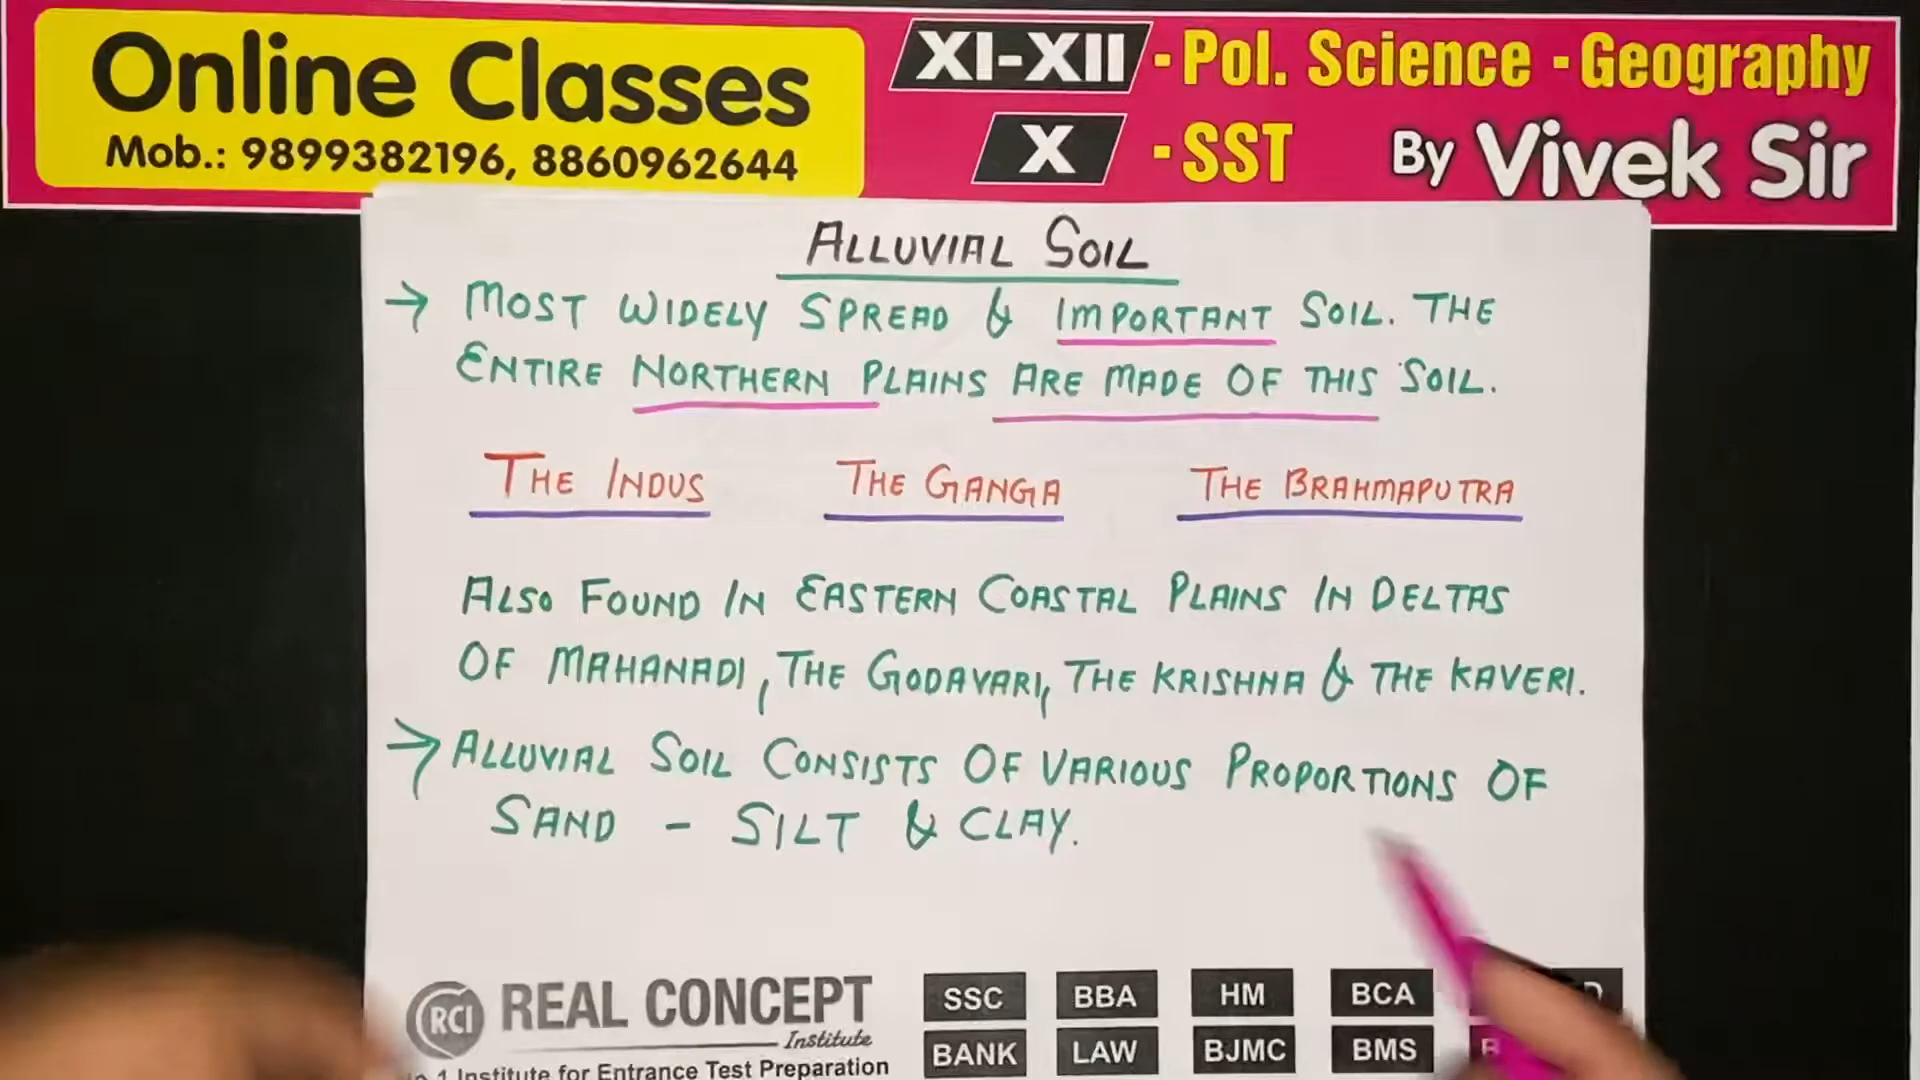 Online Classes
Mob.: 9899382196, 8860962644
XI-XII - Pol. Science - Geography
X - SST By Vivek Sir
ALLUVIAL SOIL
→ MOST WIDELY SPREAD & IMPORTANT SOIL. THE
ENTIRE NORTHERN PLAINS ARE MADE OF THIS SOIL.
THE INDUS THE GANGA THE BRAHMAPUTRA
ALSO FOUND IN EASTERN COASTAL PLAINS IN DELTAS
OF MAHANADI, THE GODAVARI, THE KRISHNA & THE KAVERI.
→ ALLUVIAL SOIL CONSISTS OF VARIOUS PROPORTIONS OF
SAND - SILT & CLAY.
RCI REAL CONCEPT
Institute
1 Institute for Entrance Test Preparation
SSC BBA HM BCA
BANK LAW BJMC BMS